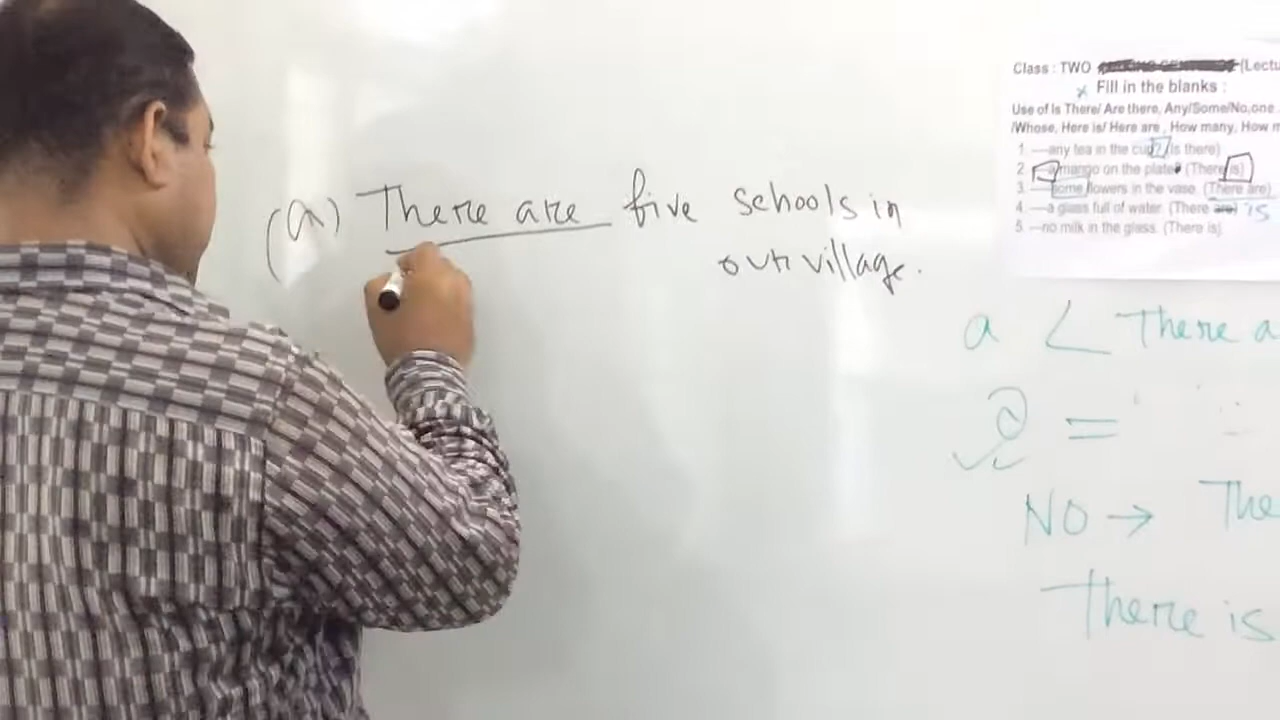 (a) There are five schools in
our village.
Class : TWO (Lectu
x Fill in the blanks :
Use of Is There/ Are there, Any/Some/No,one
/Whose, Here is/ Here are , How many, How m
1. ----any tea in the cup? (Is there)
2. ----a mango on the plate (There is)
3. ----some flowers in the vase. (There are)
4. ----a glass full of water. (There are) is
5. ----no milk in the glass. (There is)
a < There a
=
NO → The
There is